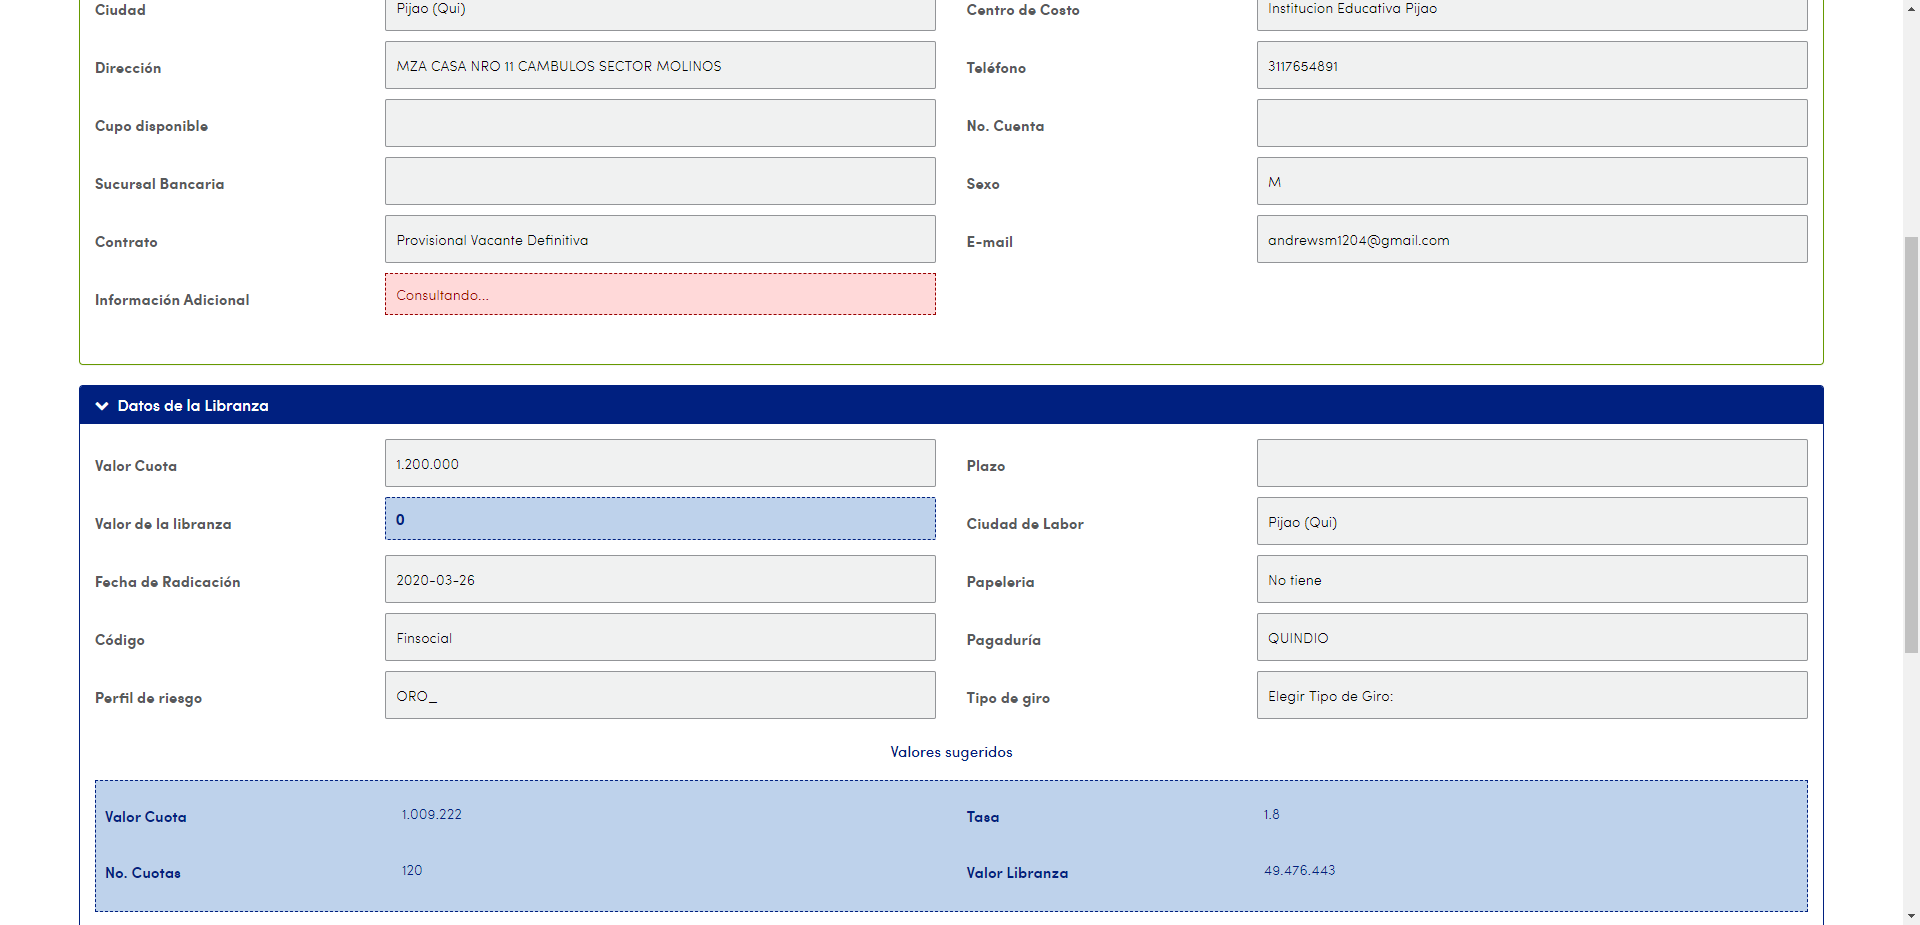 Ciudad Pijao (Qui) Centro de Costo Institucion Educativa Pijao
Dirección MZA CASA NRO 11 CAMBULOS SECTOR MOLINOS Teléfono 3117654891
Cupo disponible No. Cuenta
Sucursal Bancaria Sexo M
Contrato Provisional Vacante Definitiva E-mail andrewsm1204@gmail.com
Información Adicional Consultando...
Datos de la Libranza
Valor Cuota 1.200.000 Plazo
Valor de la libranza 0 Ciudad de Labor Pijao (Qui)
Fecha de Radicación 2020-03-26 Papeleria No tiene
Código Finsocial Pagaduría QUINDIO
Perfil de riesgo ORO_ Tipo de giro Elegir Tipo de Giro:
Valores sugeridos
Valor Cuota 1.009.222 Tasa 1.8
No. Cuotas 120 Valor Libranza 49.476.443